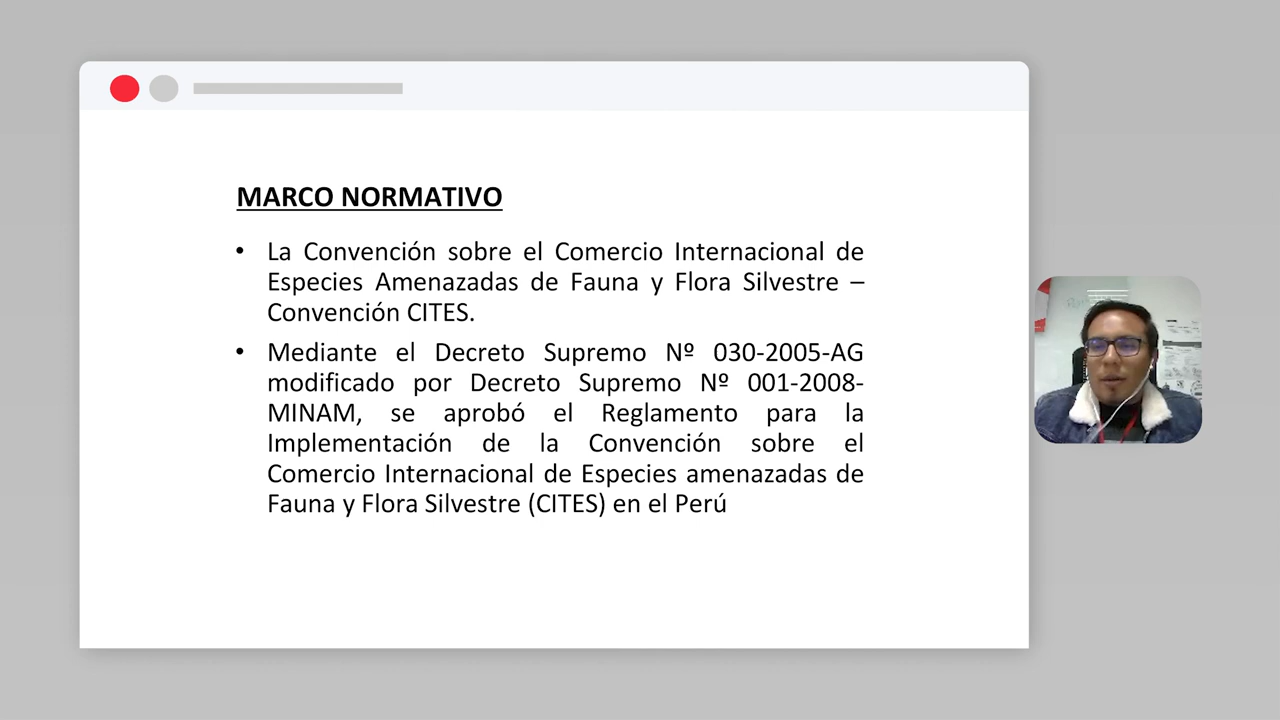 MARCO NORMATIVO
• La Convención sobre el Comercio Internacional de
Especies Amenazadas de Fauna y Flora Silvestre –
Convención CITES.
• Mediante el Decreto Supremo Nº 030-2005-AG
modificado por Decreto Supremo Nº 001-2008-
MINAM, se aprobó el Reglamento para la
Implementación de la Convención sobre el
Comercio Internacional de Especies amenazadas de
Fauna y Flora Silvestre (CITES) en el Perú